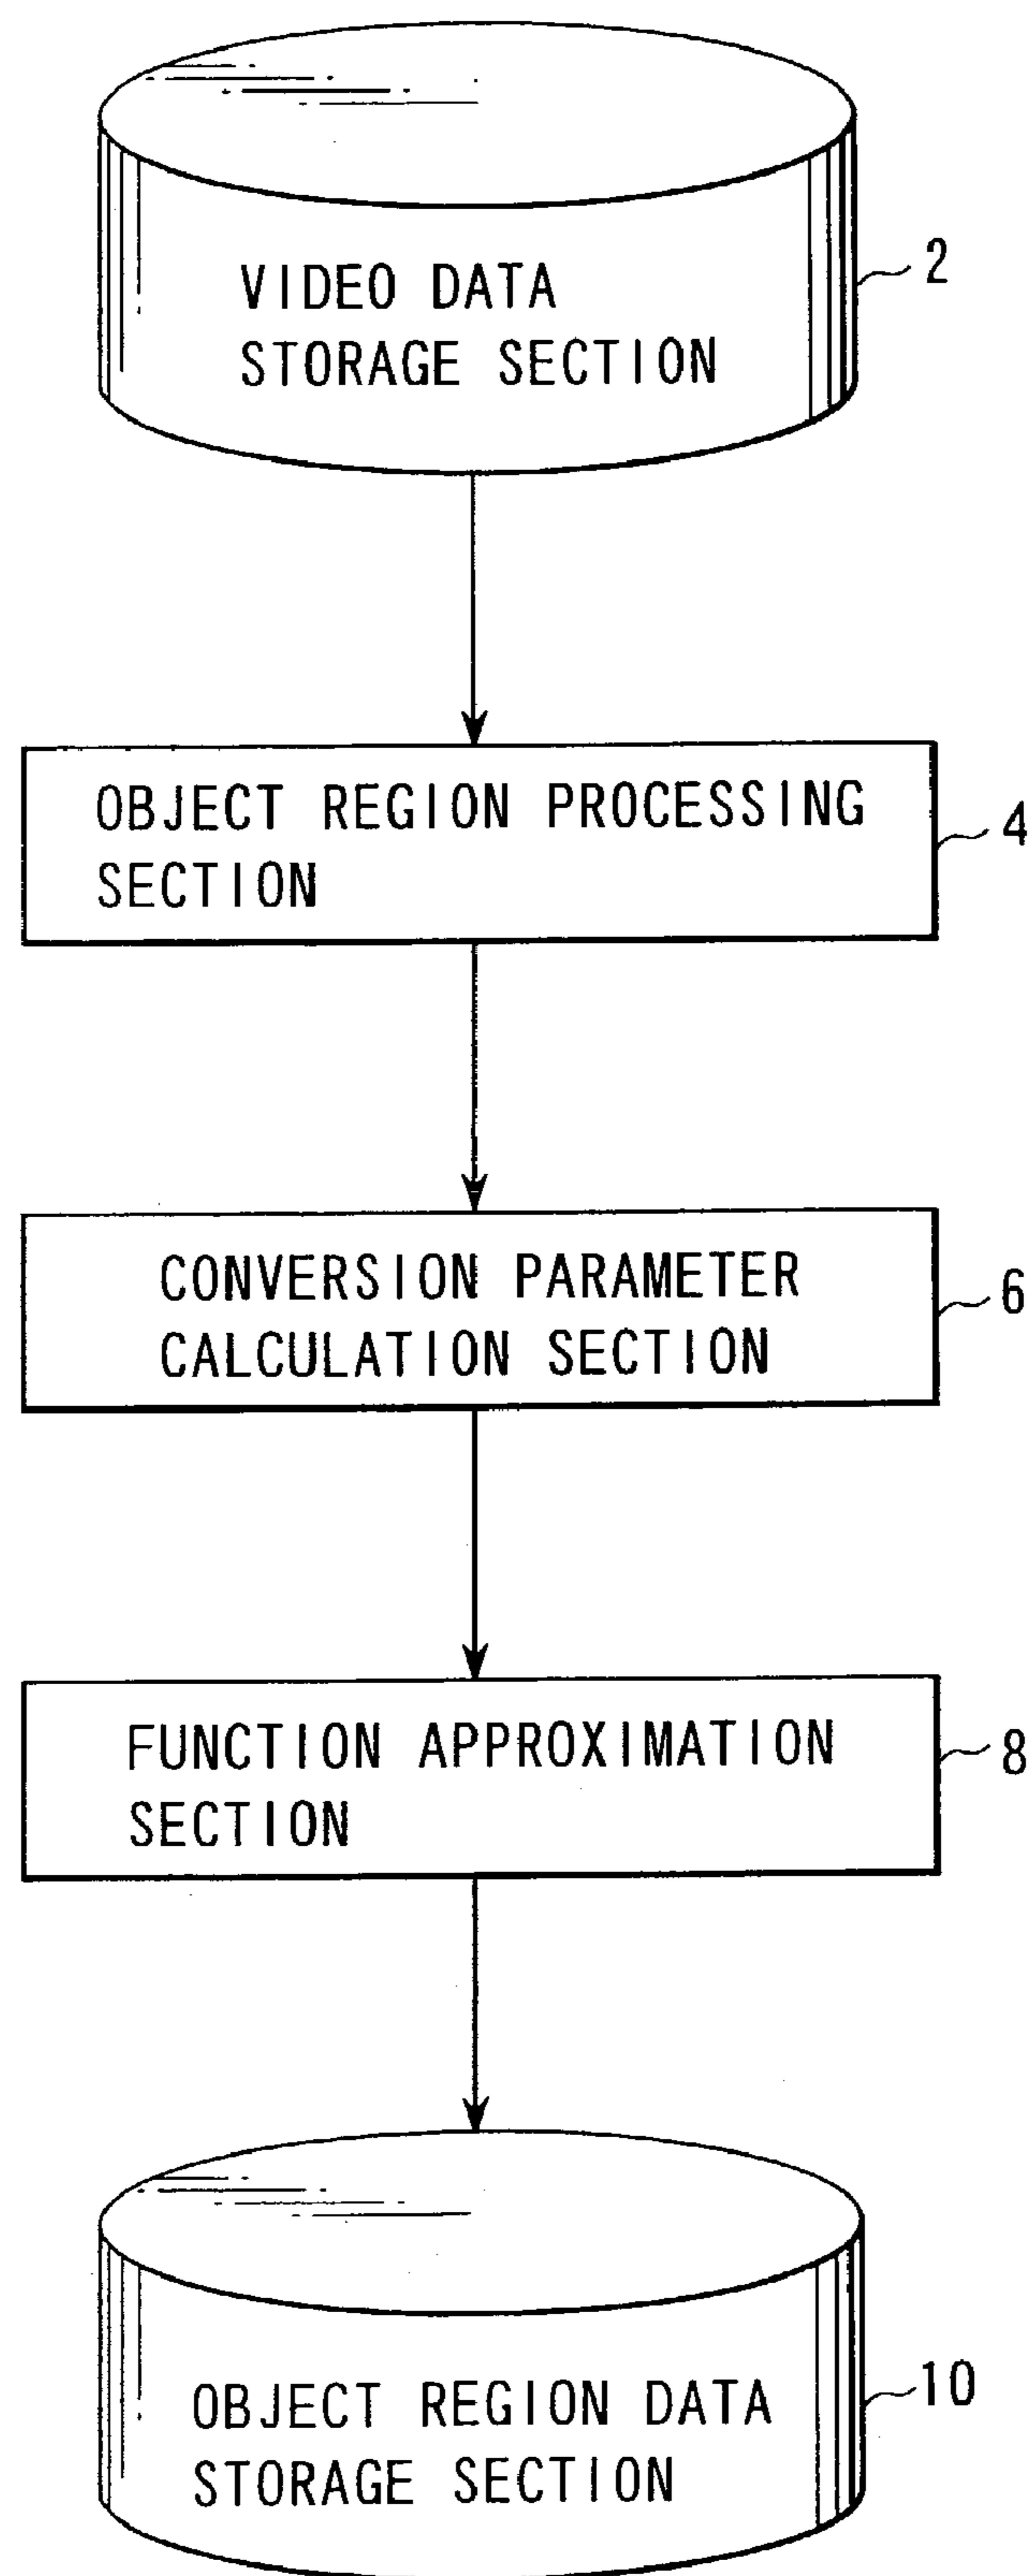 VIDEO DATA
STORAGE SECTION
2
OBJECT REGION PROCESSING
SECTION
4
CONVERSION PARAMETER
CALCULATION SECTION
6
FUNCTION APPROXIMATION
SECTION
8
OBJECT REGION DATA
STORAGE SECTION
10